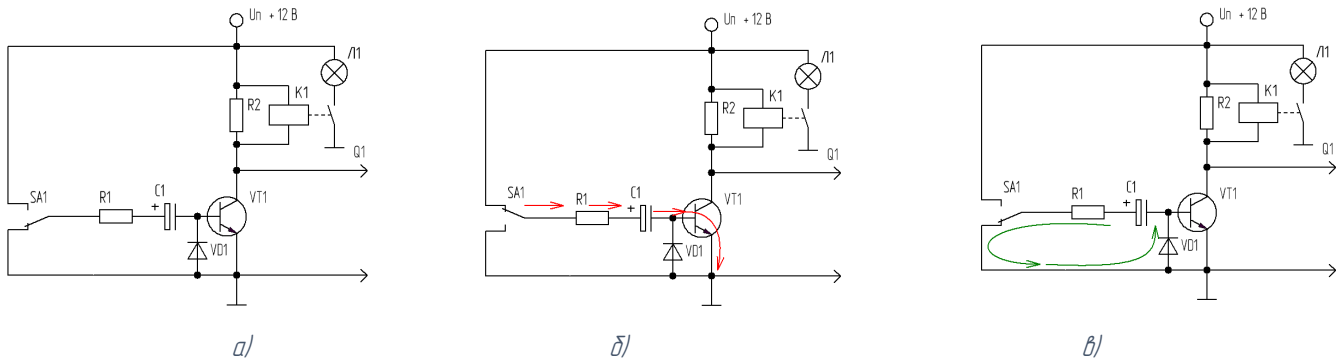 Uп + 12 В
Л1
K1
R2
Q1
SA1
R1
C1
+
VT1
VD1
а)
Uп + 12 В
Л1
K1
R2
Q1
SA1
R1
C1
+
VT1
VD1
б)
Uп + 12 В
Л1
K1
R2
Q1
SA1
R1
C1
+
VT1
VD1
в)